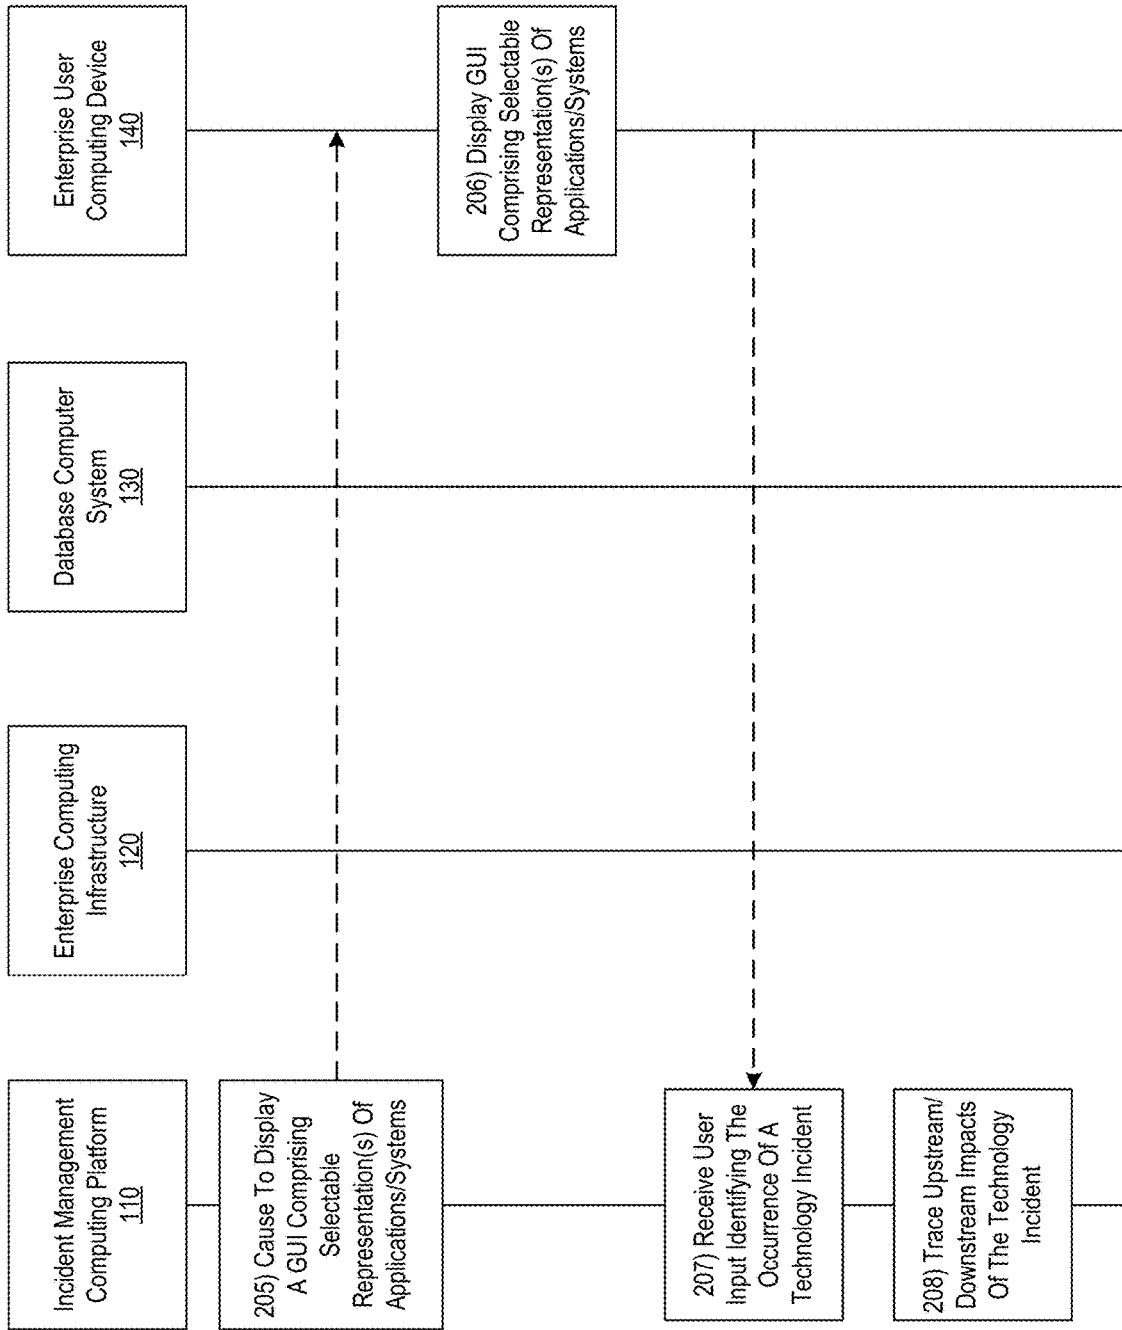 Incident Management
Computing Platform
110
Enterprise Computing
Infrastructure
120
Database Computer
System
130
Enterprise User
Computing Device
140
205) Cause To Display
A GUI Comprising
Selectable
Representation(s) Of
Applications/Systems
206) Display GUI
Comprising Selectable
Representation(s) Of
Applications/Systems
207) Receive User
Input Identifying The
Occurrence Of A
Technology Incident
208) Trace Upstream/
Downstream Impacts
Of The Technology
Incident